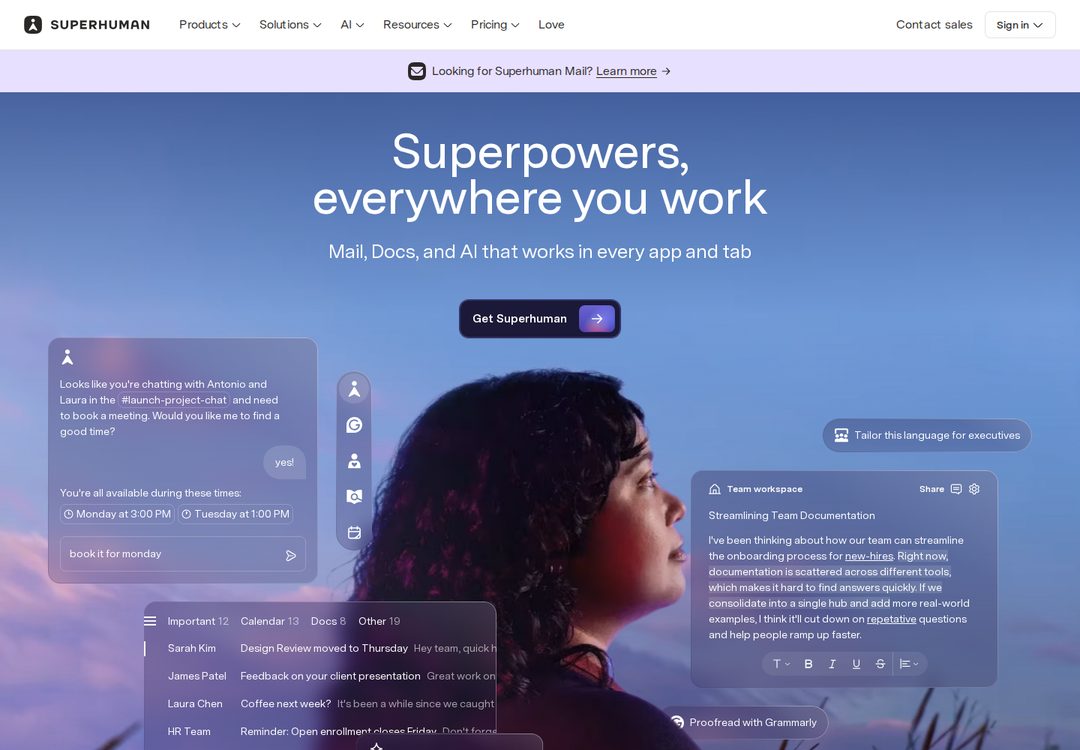 SUPERHUMAN
Products
Solutions
AI
Resources
Pricing
Love
Contact sales
Sign in
Looking for Superhuman Mail? Learn more →
Superpowers,
everywhere you work
Mail, Docs, and AI that works in every app and tab
Get Superhuman →
Looks like you're chatting with Antonio and
Laura in the #launch-project-chat and need
to book a meeting. Would you like me to find a
good time?
yes!
You're all available during these times:
Monday at 3:00 PM Tuesday at 1:00 PM
book it for monday
Tailor this language for executives
Team workspace Share
Streamlining Team Documentation
I've been thinking about how our team can streamline
the onboarding process for new-hires. Right now,
documentation is scattered across different tools,
which makes it hard to find answers quickly. If we
consolidate into a single hub and add more real-world
examples, I think it'll cut down on repetative questions
and help people ramp up faster.
T B I U S
Important 12 Calendar 13 Docs 8 Other 19
Sarah Kim Design Review moved to Thursday Hey team, quick h
James Patel Feedback on your client presentation Great work on
Laura Chen Coffee next week? It's been a while since we caught
HR Team Reminder: Open enrollment closes Friday Don't forge
Proofread with Grammarly